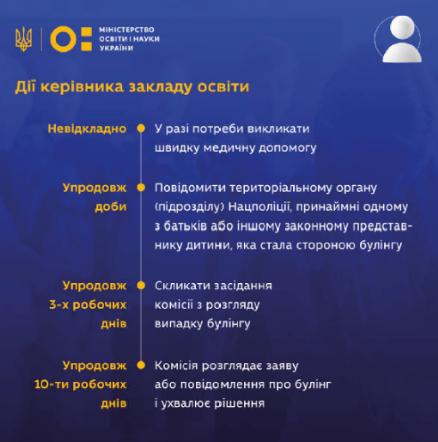 МІНІСТЕРСТВО
ОСВІТИ І НАУКИ
УКРАЇНИ
Дії керівника закладу освіти
Невідкладно
У разі потреби викликати
швидку медичну допомогу
Упродовж
доби
Повідомити територіальному органу
(підрозділу) Нацполіції, принаймні одному
з батьків або іншому законному представ-
нику дитини, яка стала стороною булінгу
Упродовж
3-х робочих
днів
Скликати засідання
комісії з розгляду
випадку булінгу
Упродовж
10-ти робочих
днів
Комісія розглядає заяву
або повідомлення про булінг
і ухвалює рішення